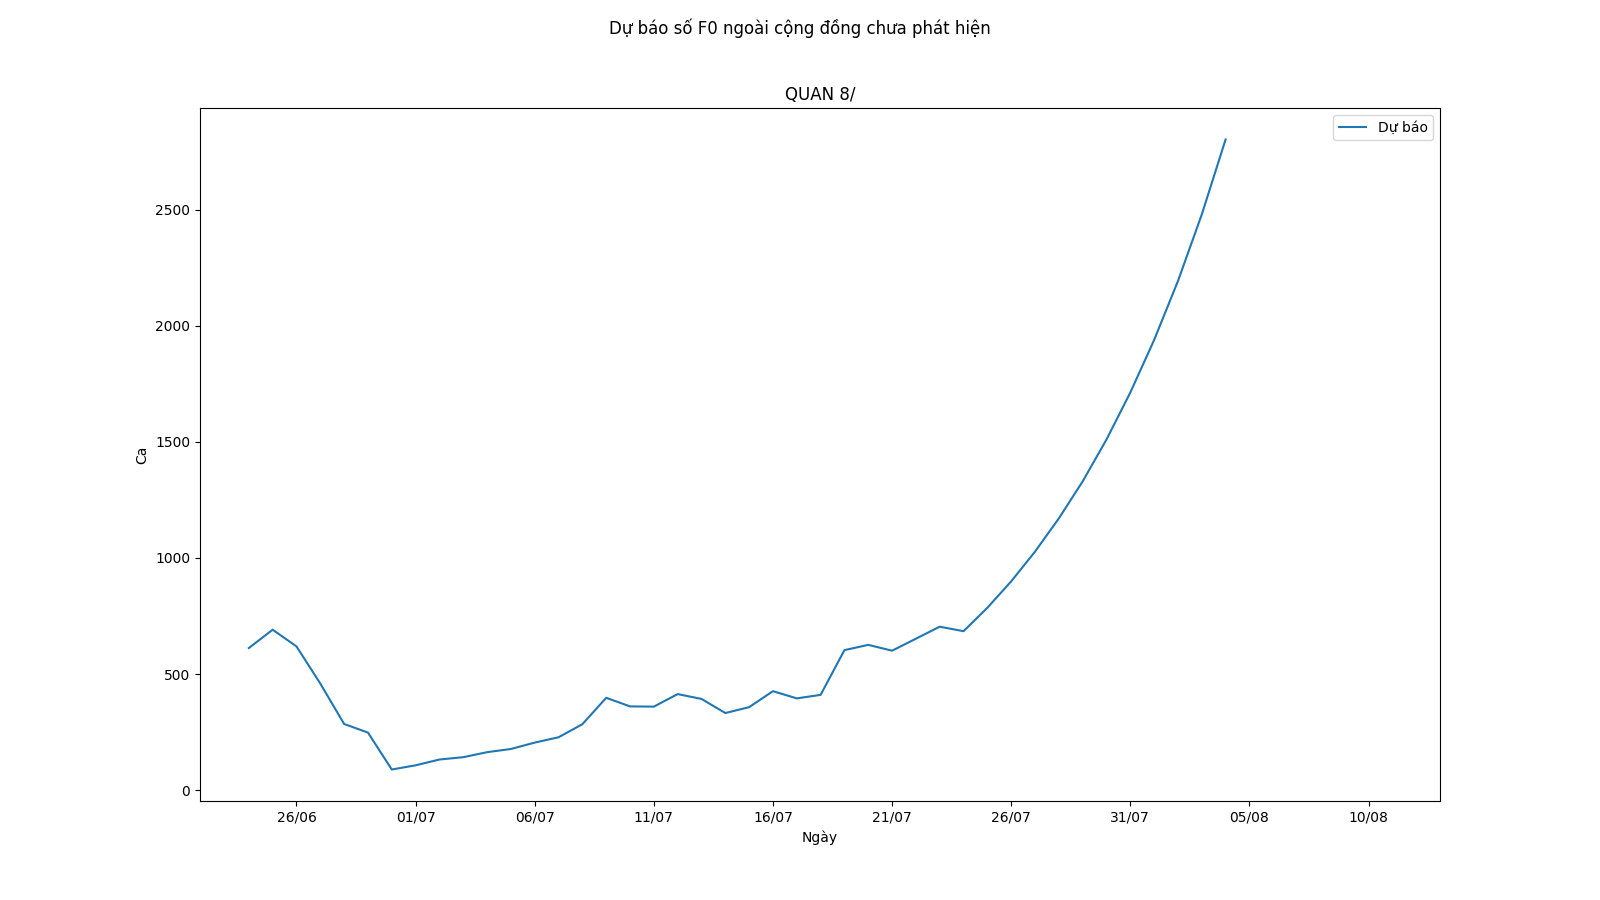 Dự báo số F0 ngoài cộng đồng chưa phát hiện
QUAN 8/
Dự báo
2500
2000
1500
1000
500
0
Ca
26/06 01/07 06/07 11/07 16/07 21/07 26/07 31/07 05/08 10/08
Ngày